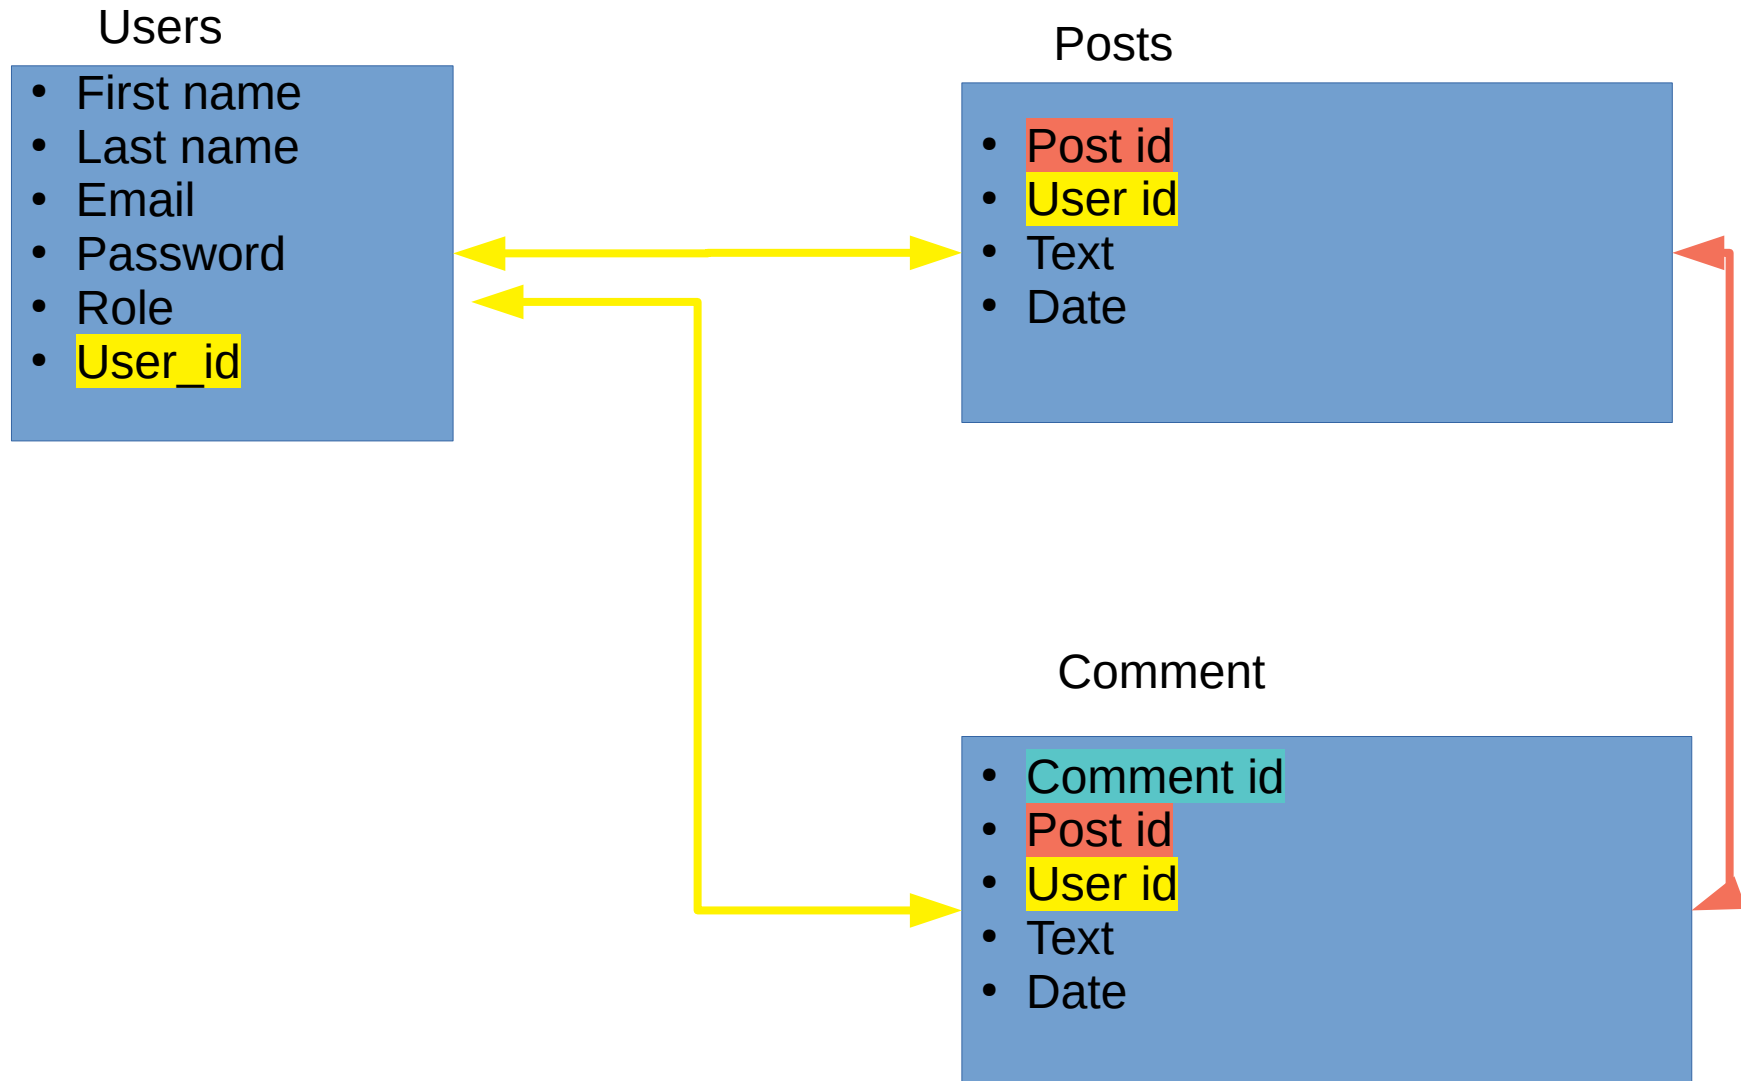 Users
• First name
• Last name
• Email
• Password
• Role
• User_id
Posts
• Post id
• User id
• Text
• Date
Comment
• Comment id
• Post id
• User id
• Text
• Date